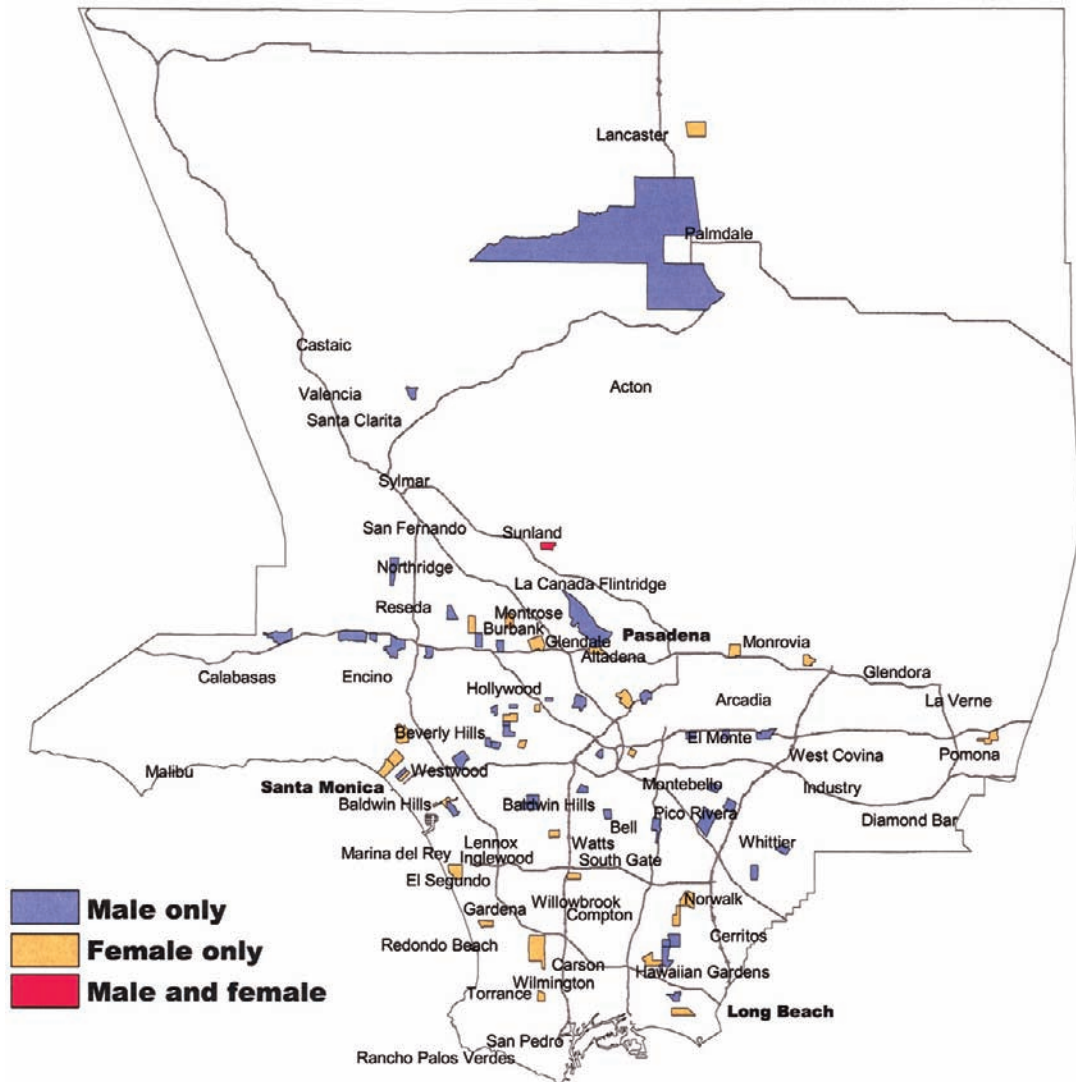 Lancaster
Palmdale
Castaic
Acton
Valencia
Santa Clarita
Sylmar
San Fernando
Sunland
Northridge
La Canada Flintridge
Reseda
Montrose
Burbank
Glendale
Pasadena
Monrovia
Altadena
Calabasas
Encino
Glendora
Hollywood
Arcadia
La Verne
Beverly Hills
El Monte
West Covina
Pomona
Malibu
Westwood
Santa Monica
Montebello
Industry
Baldwin Hills
Baldwin Hills
Pico Rivera
Diamond Bar
Bell
Marina del Rey
Lennox
Watts
Whittier
Inglewood
South Gate
El Segundo
Male only
Gardena
Willowbrook
Norwalk
Compton
Female only
Redondo Beach
Cerritos
Carson
Hawaiian Gardens
Male and female
Torrance
Wilmington
Long Beach
San Pedro
Rancho Palos Verdes